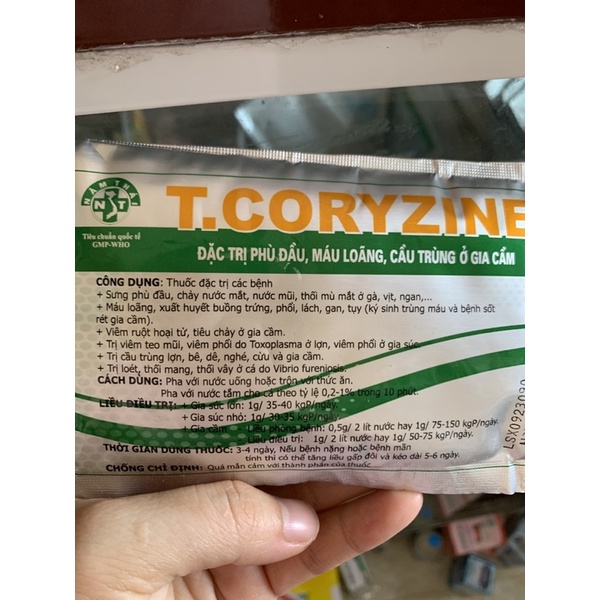 NAM THÁI
NST
Tiêu chuẩn quốc tế
GMP-WHO
T.CORYZINE
ĐẶC TRỊ PHÙ ĐẦU, MÁU LOÃNG, CẦU TRÙNG Ở GIA CẦM
CÔNG DỤNG: Thuốc đặc trị các bệnh
+ Sưng phù đầu, chảy nước mắt, nước mũi, thối mù mắt ở gà, vịt, ngan,...
+ Máu loãng, xuất huyết buồng trứng, phổi, lách, gan, tụy (ký sinh trùng máu và bệnh sốt
rét gia cầm).
+ Viêm ruột hoại tử, tiêu chảy ở gia cầm.
+ Trị viêm teo mũi, viêm phổi do Toxoplasma ở lợn, viêm phổi ở gia súc.
+ Trị cầu trùng lợn, bê, dê, nghé, cừu và gia cầm.
+ Trị loét, thối mang, thối vây ở cá do Vibrio fureniosis.
CÁCH DÙNG: Pha với nước uống hoặc trộn với thức ăn.
Pha với nước tắm cho cá theo tỷ lệ 0,2-1% trong 10 phút.
LIỀU ĐIỀU TRỊ: + Gia súc lớn: 1g/ 35-40 kgP/ngày.
+ Gia súc nhỏ: 1g/ 30-35 kgP/ngày.
+ Gia cầm Liều phòng bệnh: 0,5g/ 2 lít nước hay 1g/ 75-150 kgP/ngày.
Liều điều trị: 1g/ 2 lít nước hay 1g/ 50-75 kgP/ngày.
THỜI GIAN DÙNG THUỐC: 3-4 ngày, Nếu bệnh nặng hoặc bệnh mãn
tính thì có thể tăng liều gấp đôi và kéo dài 5-6 ngày.
CHỐNG CHỈ ĐỊNH: Quá mẫn cảm với thành phần của thuốc
LSX0923090